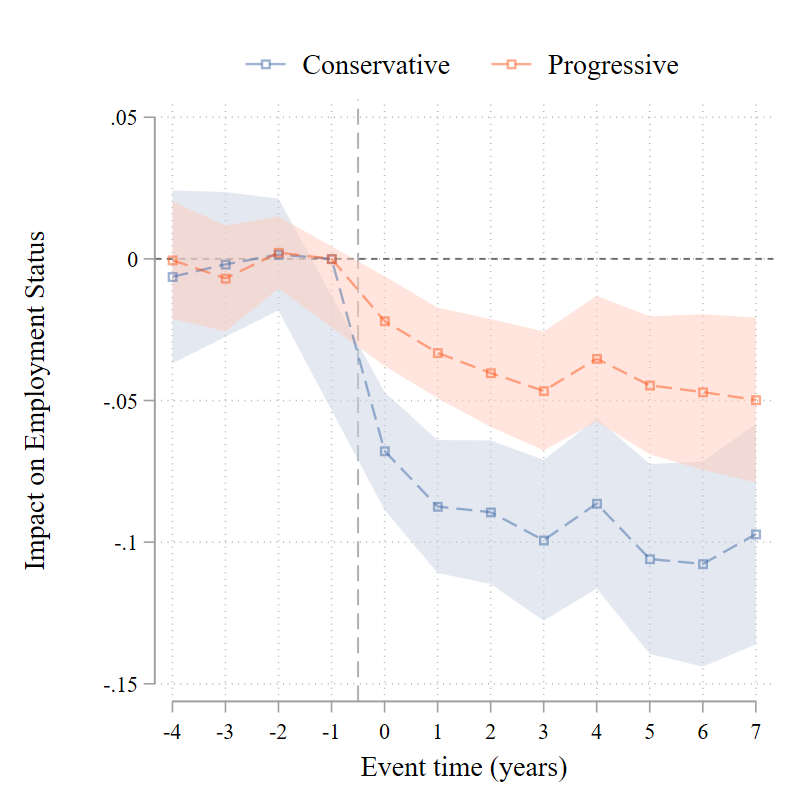 Conservative Progressive
.05
0
-.05
-.1
-.15
Impact on Employment Status
-4 -3 -2 -1 0 1 2 3 4 5 6 7
Event time (years)